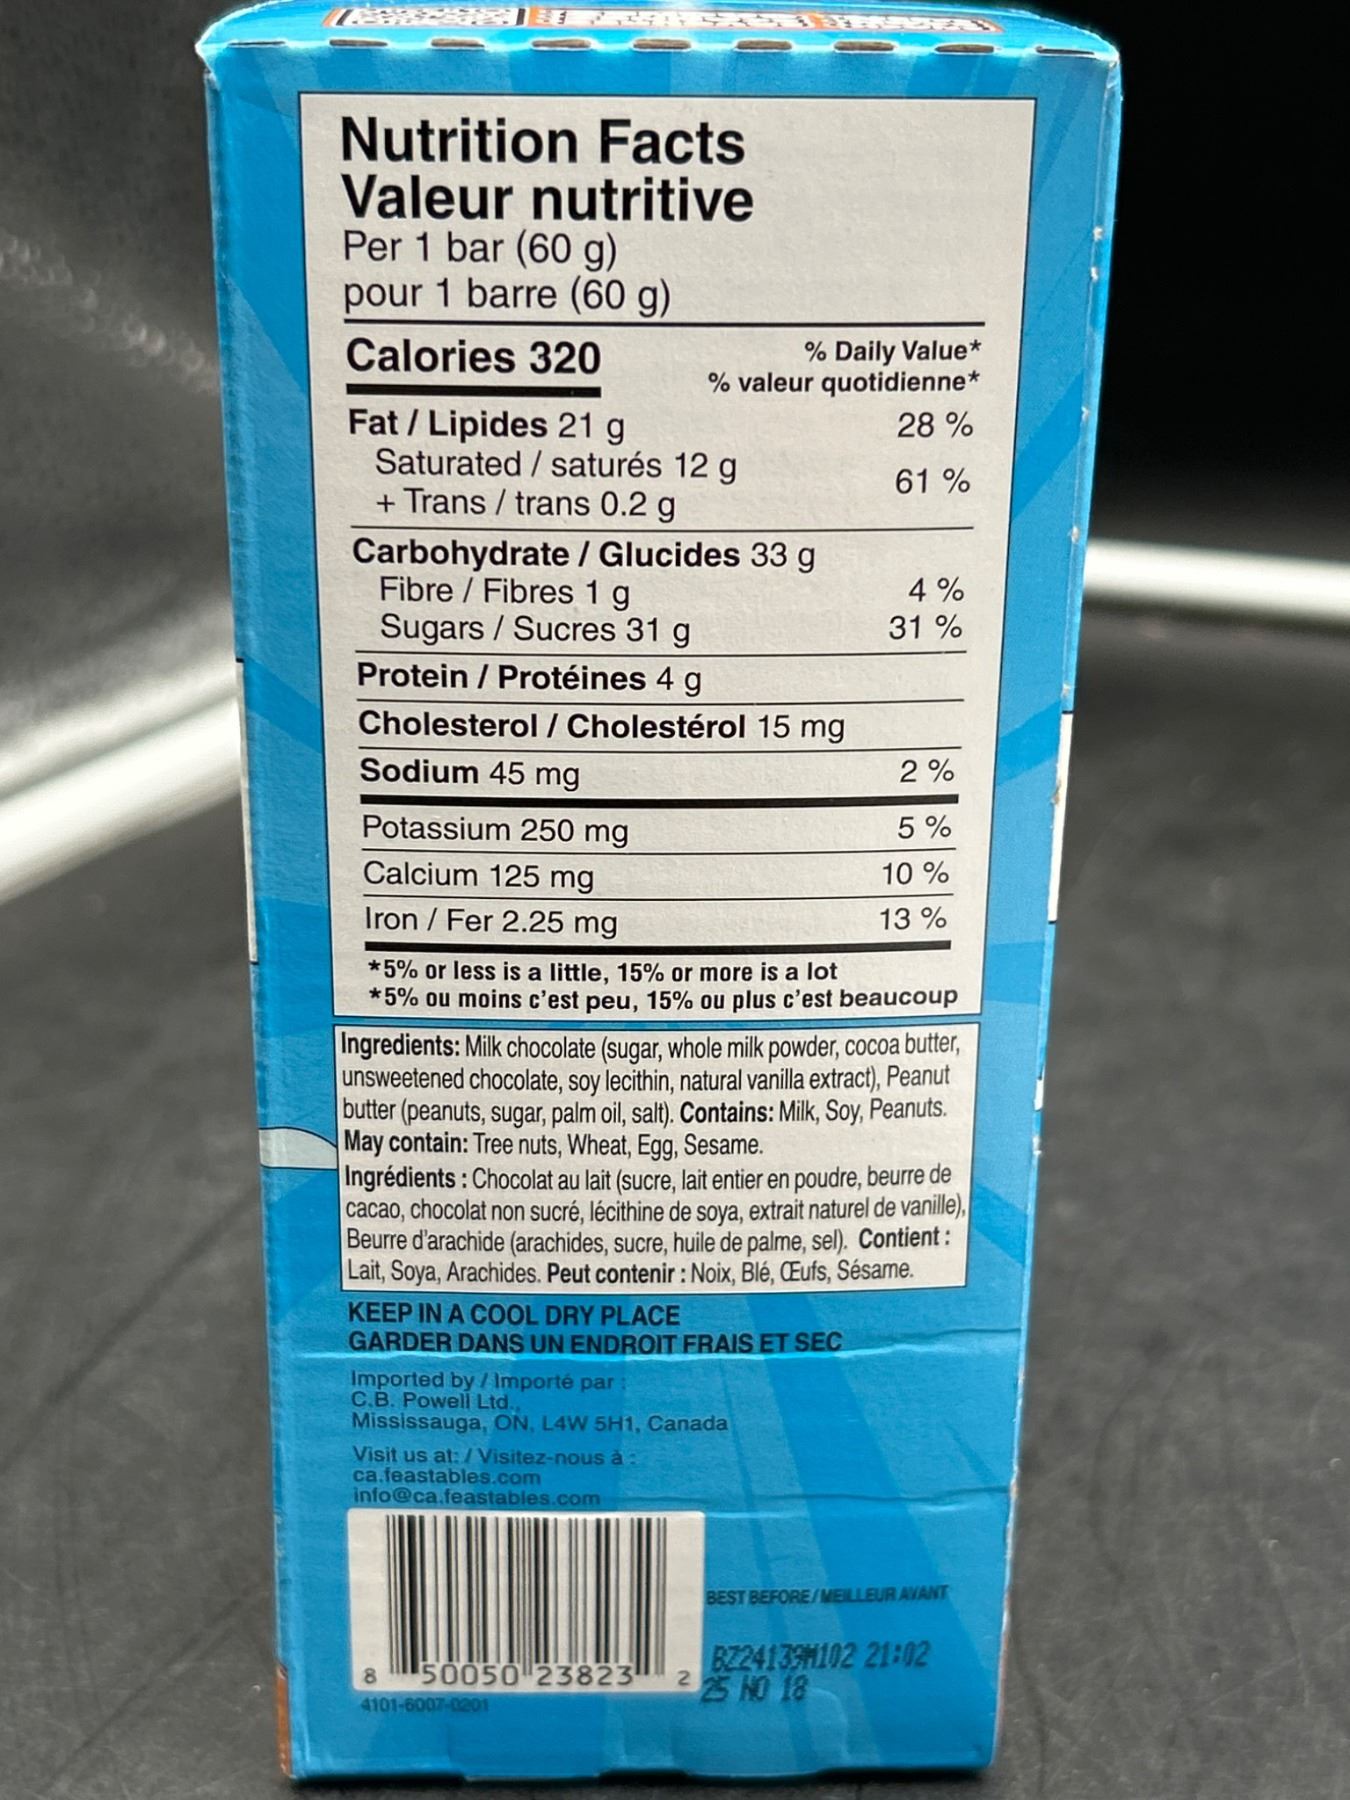 Nutrition Facts
Valeur nutritive
Per 1 bar (60 g)
pour 1 barre (60 g)
Calories 320
% Daily Value*
% valeur quotidienne*
Fat / Lipides 21 g 28 %
Saturated / saturés 12 g
+ Trans / trans 0.2 g
61 %
Carbohydrate / Glucides 33 g
Fibre / Fibres 1 g 4 %
Sugars / Sucres 31 g 31 %
Protein / Protéines 4 g
Cholesterol / Cholestérol 15 mg
Sodium 45 mg 2 %
Potassium 250 mg 5 %
Calcium 125 mg 10 %
Iron / Fer 2.25 mg 13 %
*5% or less is a little, 15% or more is a lot
*5% ou moins c'est peu, 15% ou plus c'est beaucoup
Ingredients: Milk chocolate (sugar, whole milk powder, cocoa butter,
unsweetened chocolate, soy lecithin, natural vanilla extract), Peanut
butter (peanuts, sugar, palm oil, salt). Contains: Milk, Soy, Peanuts.
May contain: Tree nuts, Wheat, Egg, Sesame.
Ingrédients : Chocolat au lait (sucre, lait entier en poudre, beurre de
cacao, chocolat non sucré, lécithine de soya, extrait naturel de vanille),
Beurre d'arachide (arachides, sucre, huile de palme, sel). Contient :
Lait, Soya, Arachides. Peut contenir : Noix, Blé, Œufs, Sésame.
KEEP IN A COOL DRY PLACE
GARDER DANS UN ENDROIT FRAIS ET SEC
Imported by / Importé par :
C.B. Powell Ltd.,
Mississauga, ON, L4W 5H1, Canada
Visit us at: / Visitez-nous à :
ca.feastables.com
info@ca.feastables.com
BEST BEFORE/MEILLEUR AVANT
BZ24139M102 21:02
25 NO 18
8 50050 23823 2
4101-6007-0201